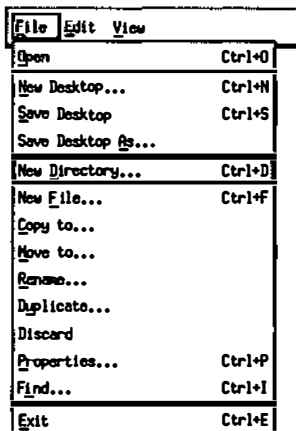 File Edit View
Open Ctrl+O
New Desktop... Ctrl+N
Save Desktop Ctrl+S
Save Desktop As...
New Directory... Ctrl+D
New File... Ctrl+F
Copy to...
Move to...
Rename...
Duplicate...
Discard
Properties... Ctrl+P
Find... Ctrl+I
Exit Ctrl+E